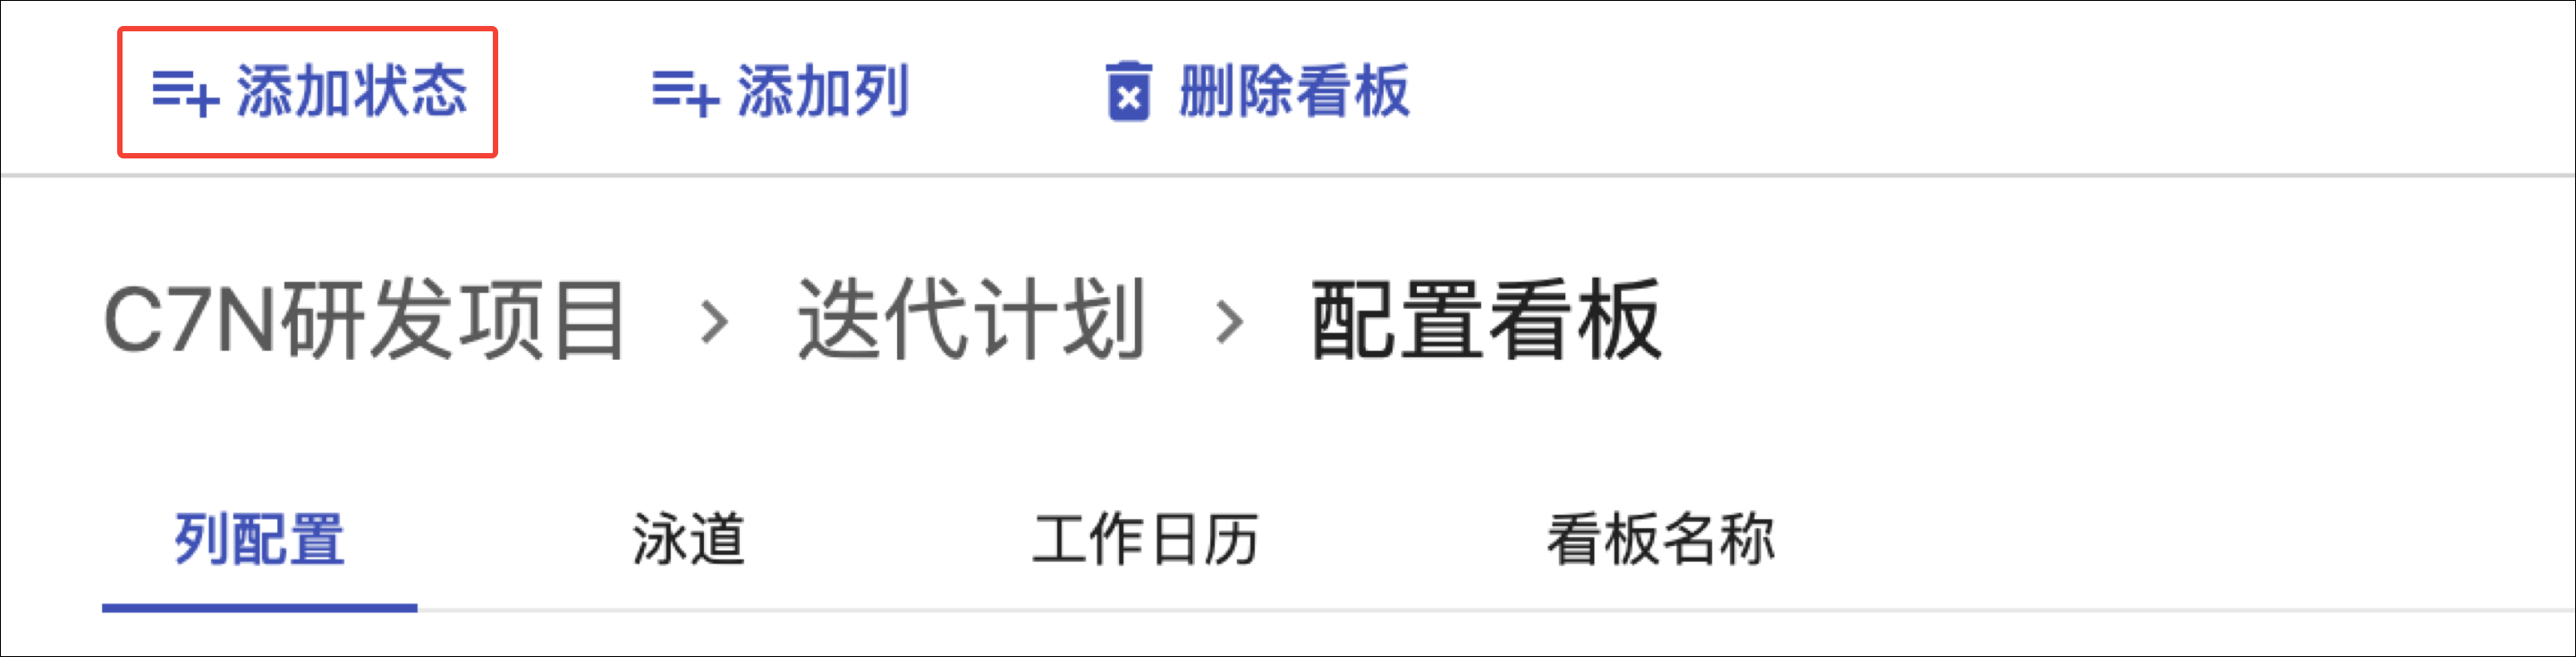 添加状态 添加列 删除看板
C7N研发项目 > 迭代计划 > 配置看板
列配置 泳道 工作日历 看板名称